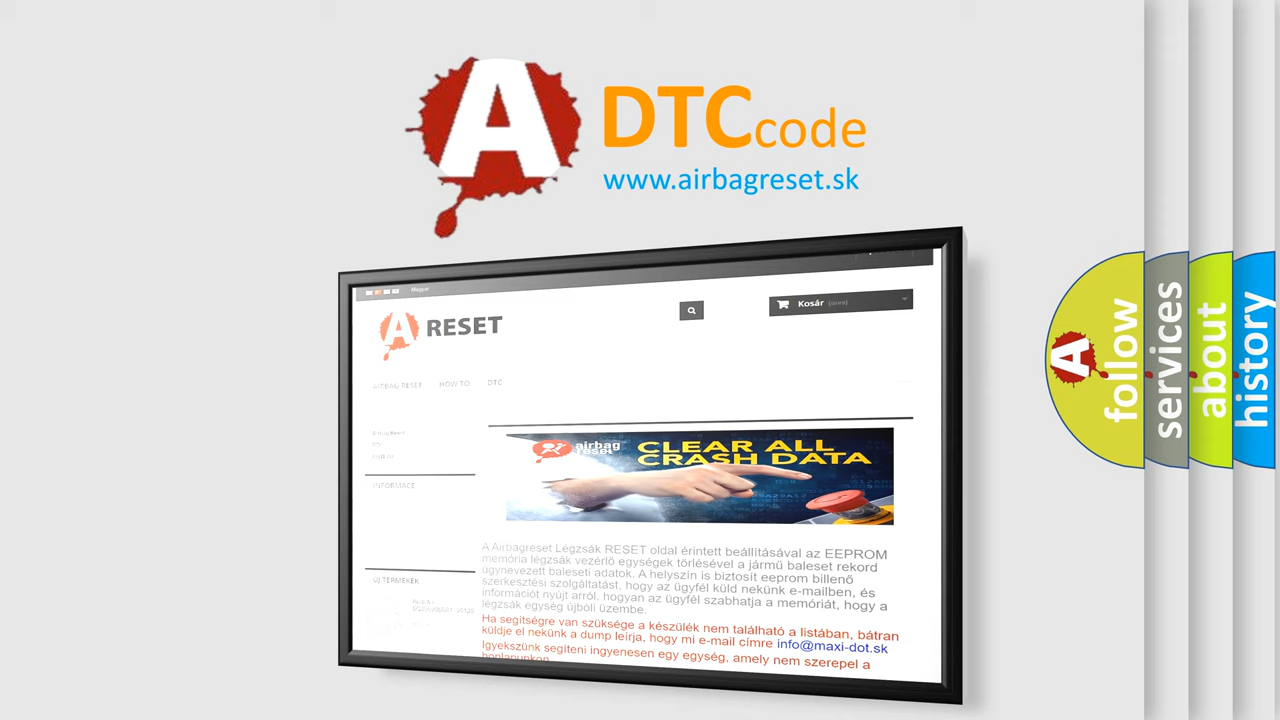 A
DTCcode
www.airbagreset.sk
Magyar
A RESET
Kosár (üres)
AIRBAG RESET HOW TO DTC
INFORMACE
airbag
reset
CLEAR ALL
CRASH DATA
A Airbagreset Légzsák RESET oldal érintett beállításával az EEPROM
memória légzsák vezérlő egységek törlésével a jármű baleset rekord
úgynevezett baleseti adatok. A helyszín is biztosít eeprom billenő
szerkesztési szolgáltatást, hogy az ügyfél küld nekünk e-mailben, és
információt nyújt arról, hogyan az ügyfél szabhatja a memóriát, hogy a
légzsák egység újbóli üzembe.
Ha segítségre van szüksége a készülék nem található a listában, bátran
küldje el nekünk a dump leírja, hogy mi e-mail címre info@maxi-dot.sk
Igyekszünk segíteni ingyenesen egy egység, amely nem szerepel a
honlapunkon
ÚJ TERMÉKEK
A
follow
services
about
history